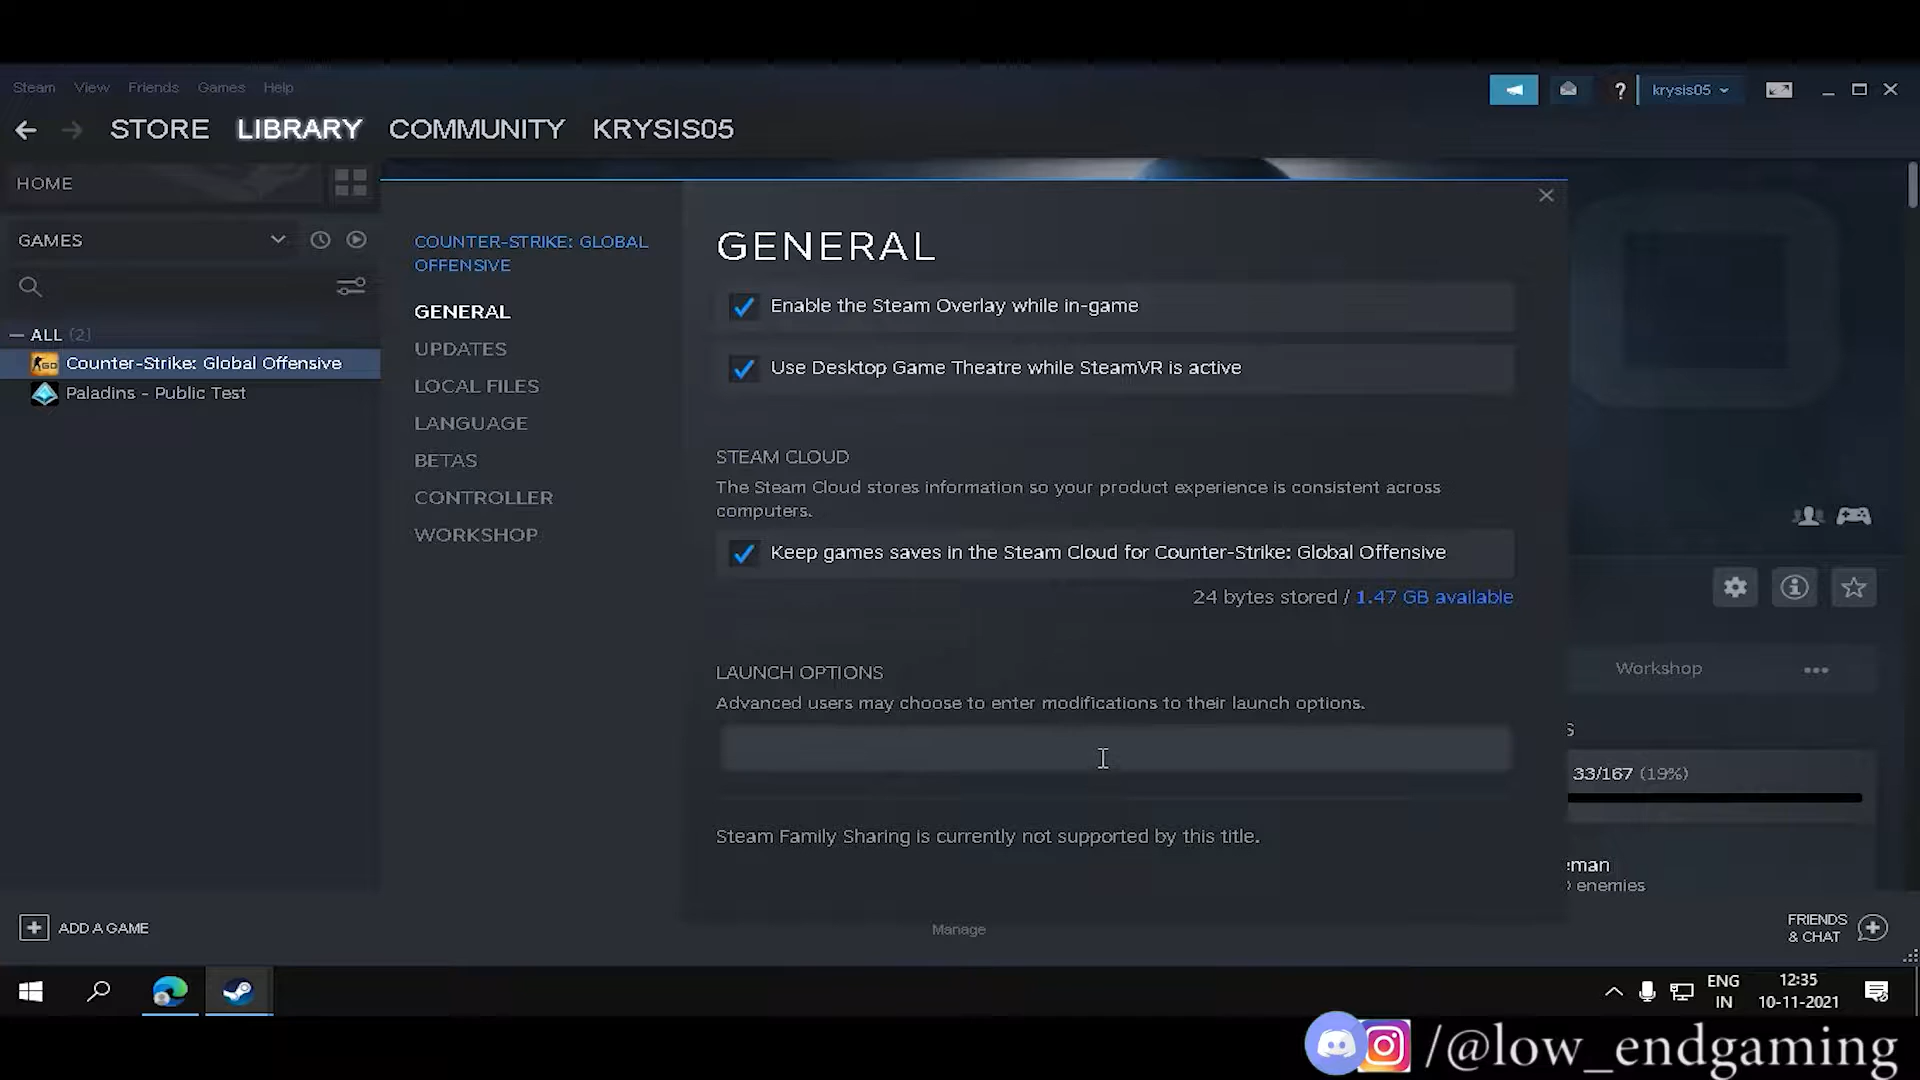 Steam View Friends Games Help
krysis05
STORE LIBRARY COMMUNITY KRYSIS05
HOME
GAMES
ALL (2)
Counter-Strike: Global Offensive
Paladins - Public Test
COUNTER-STRIKE: GLOBAL
OFFENSIVE
GENERAL
UPDATES
LOCAL FILES
LANGUAGE
BETAS
CONTROLLER
WORKSHOP
GENERAL
Enable the Steam Overlay while in-game
Use Desktop Game Theatre while SteamVR is active
STEAM CLOUD
The Steam Cloud stores information so your product experience is consistent across
computers.
Keep games saves in the Steam Cloud for Counter-Strike: Global Offensive
24 bytes stored / 1.47 GB available
LAUNCH OPTIONS
Advanced users may choose to enter modifications to their launch options.
Steam Family Sharing is currently not supported by this title.
Workshop
33/167 (19%)
enemies
ADD A GAME
Manage
FRIENDS
& CHAT
ENG
IN
12:35
10-11-2021
/@low_endgaming